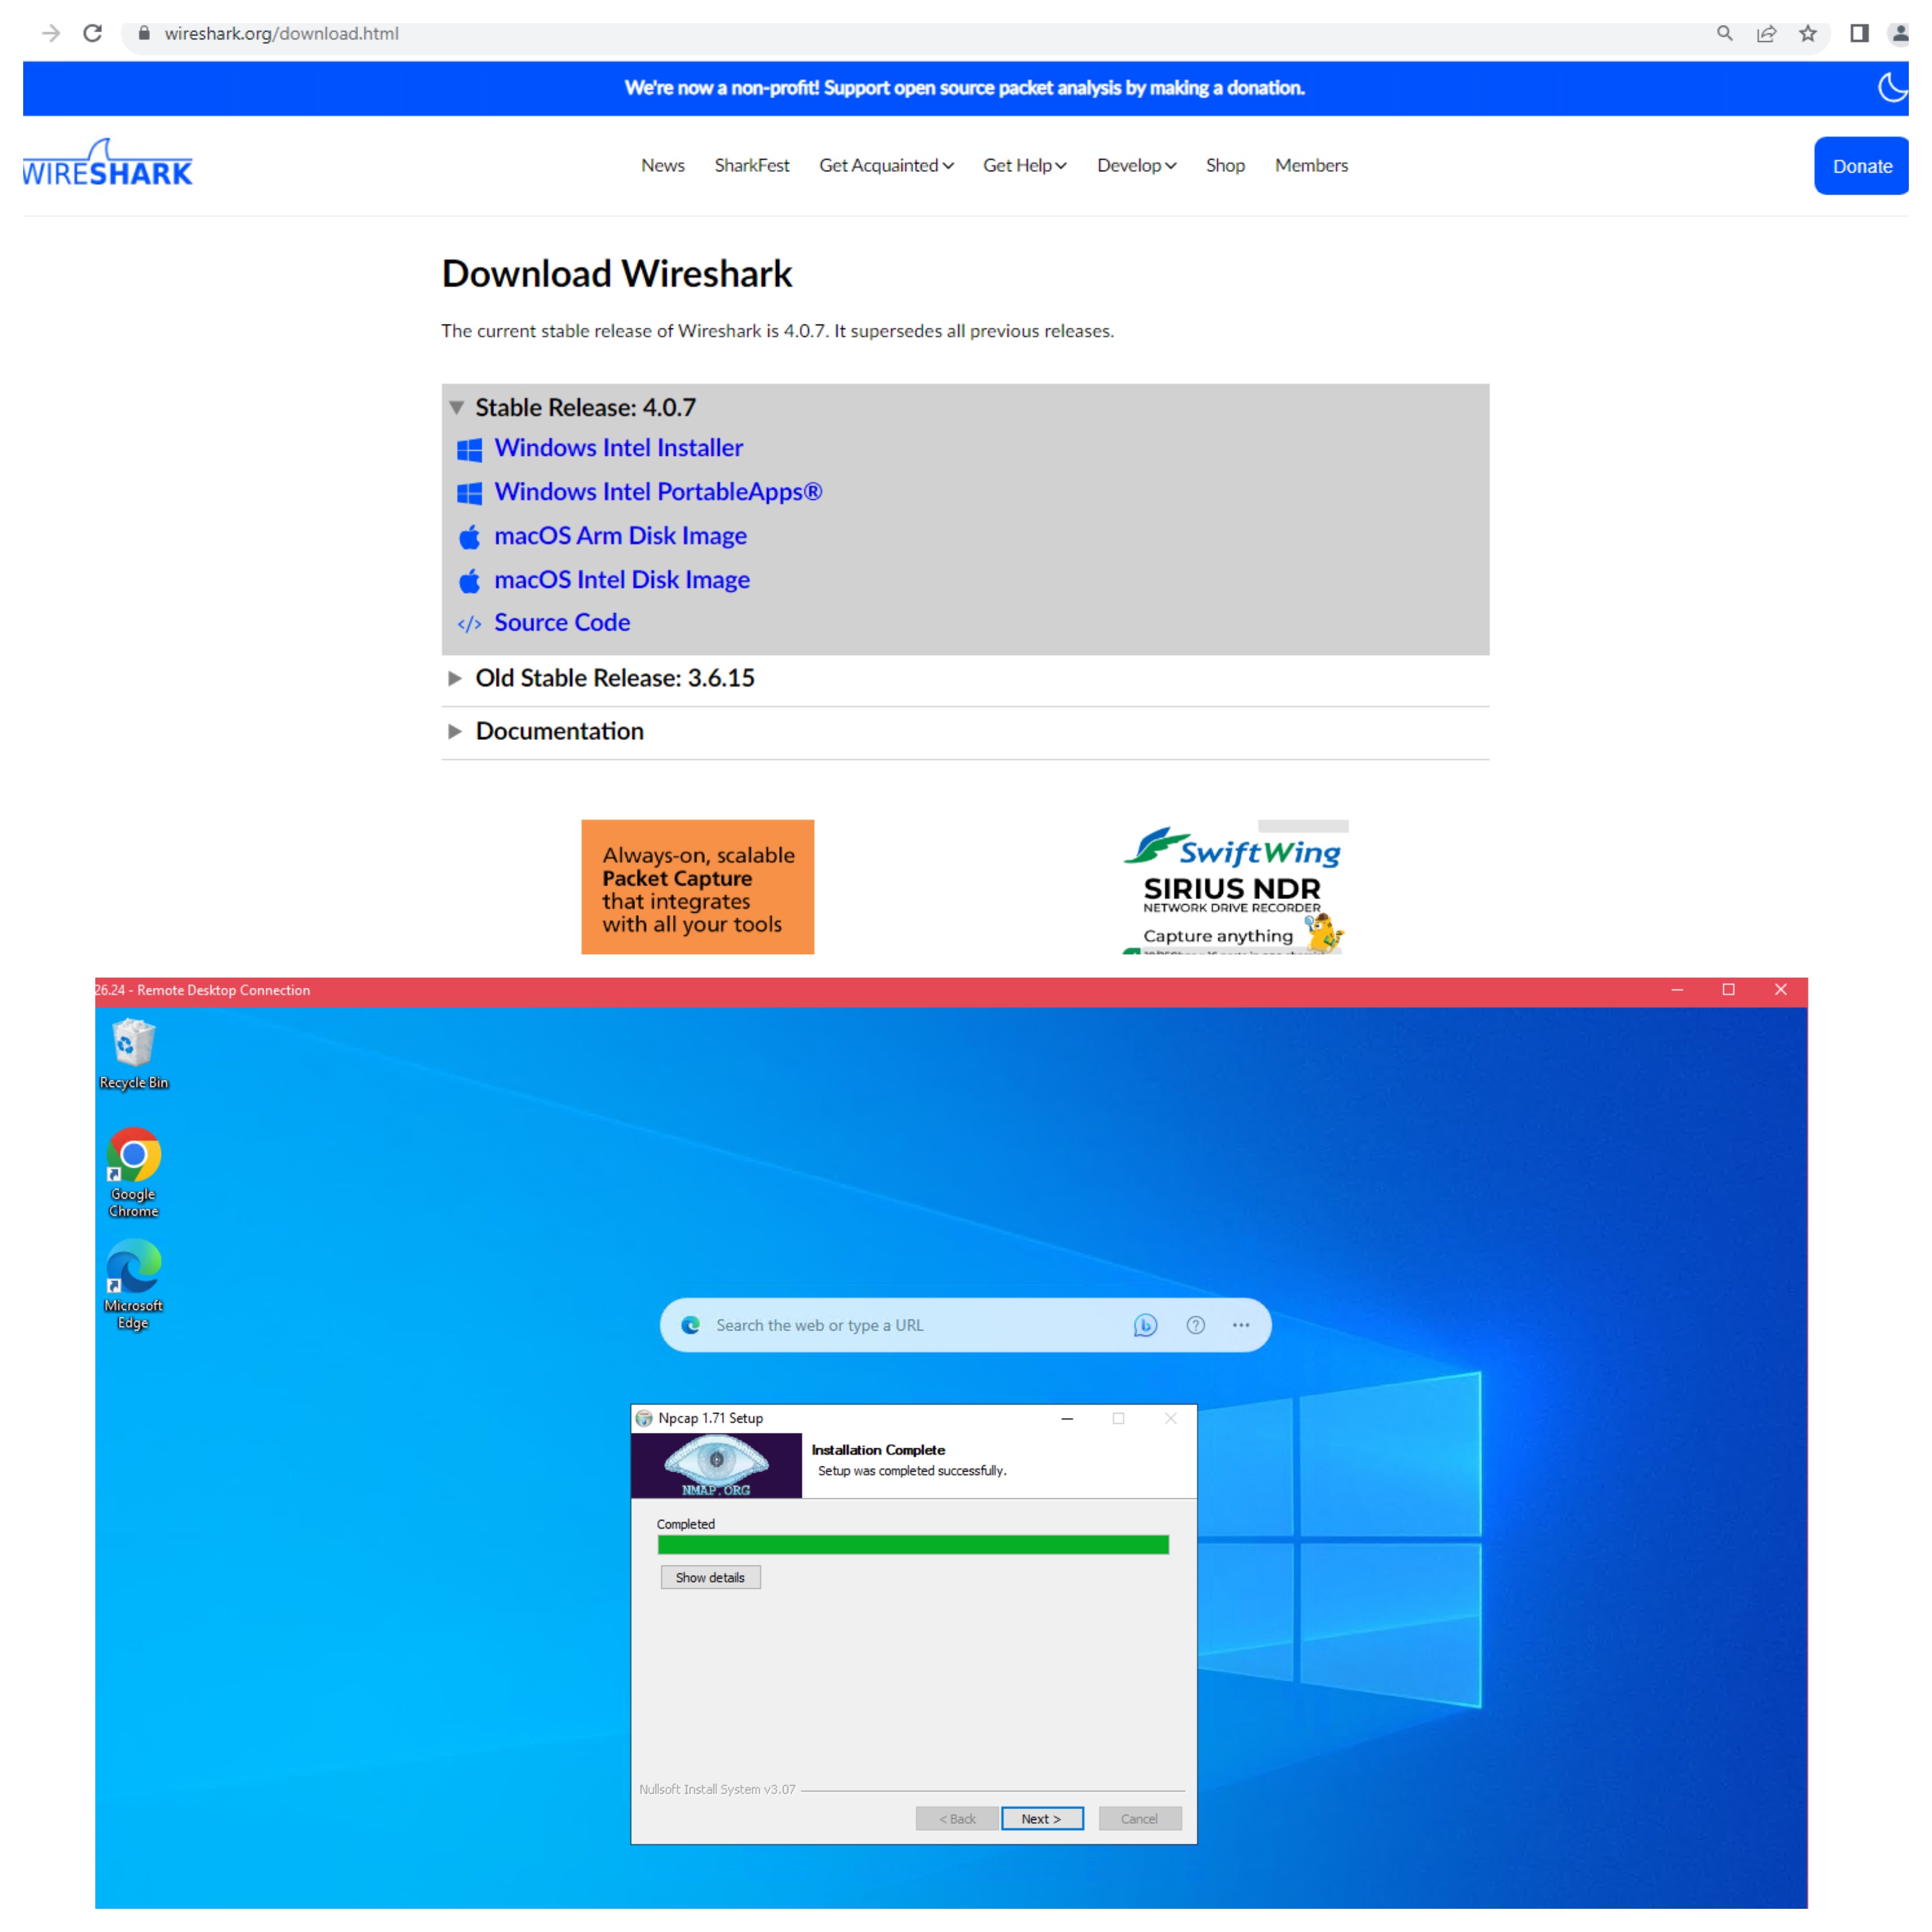 wireshark.org/download.html
We're now a non-profit! Support open source packet analysis by making a donation.
WIRESHARK
News SharkFest Get Acquainted Get Help Develop Shop Members
Donate
Download Wireshark
The current stable release of Wireshark is 4.0.7. It supersedes all previous releases.
Stable Release: 4.0.7
Windows Intel Installer
Windows Intel PortableApps®
macOS Arm Disk Image
macOS Intel Disk Image
</> Source Code
Old Stable Release: 3.6.15
Documentation
Always-on, scalable
Packet Capture
that integrates
with all your tools
SwiftWing
SIRIUS NDR
NETWORK DRIVE RECORDER
Capture anything
26.24 - Remote Desktop Connection
Recycle Bin
Google
Chrome
Microsoft
Edge
Search the web or type a URL
Npcap 1.71 Setup
Installation Complete
Setup was completed successfully.
NMAP.ORG
Completed
Show details
Nullsoft Install System v3.07
< Back Next > Cancel